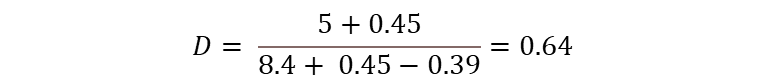 D = (5 + 0.45) / (8.4 + 0.45 − 0.39) = 0.64